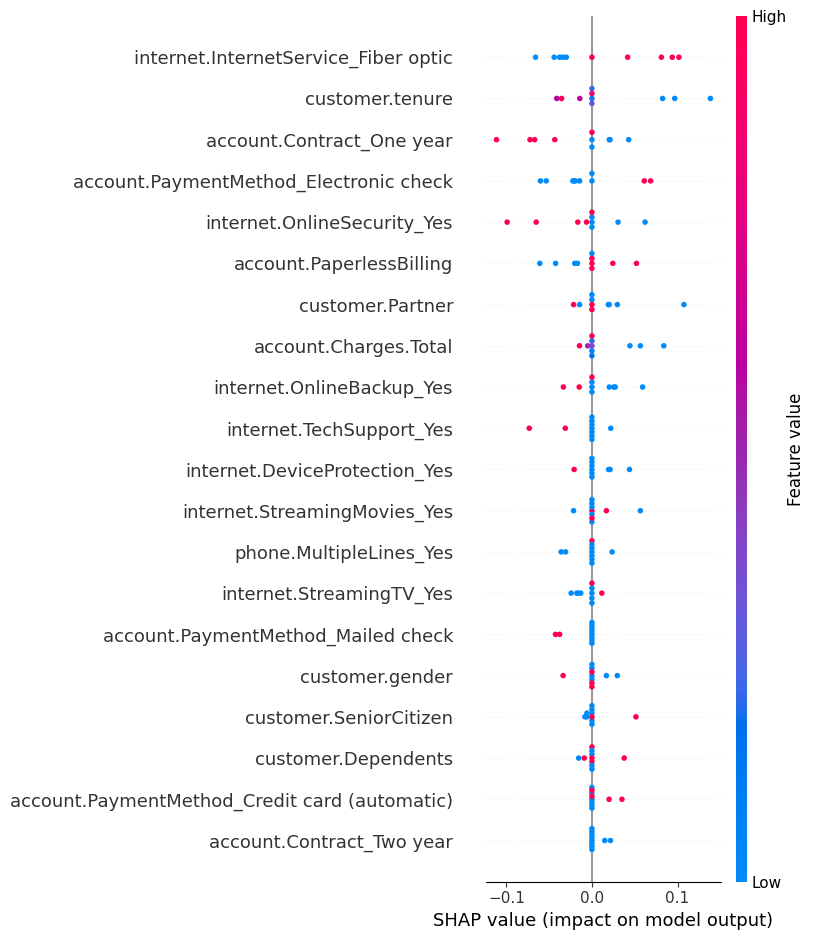 High
internet.InternetService_Fiber optic
customer.tenure
account.Contract_One year
account.PaymentMethod_Electronic check
internet.OnlineSecurity_Yes
account.PaperlessBilling
customer.Partner
account.Charges.Total
internet.OnlineBackup_Yes
internet.TechSupport_Yes
internet.DeviceProtection_Yes
internet.StreamingMovies_Yes
phone.MultipleLines_Yes
internet.StreamingTV_Yes
account.PaymentMethod_Mailed check
customer.gender
customer.SeniorCitizen
customer.Dependents
account.PaymentMethod_Credit card (automatic)
account.Contract_Two year
Feature value
Low
−0.1 0.0 0.1
SHAP value (impact on model output)